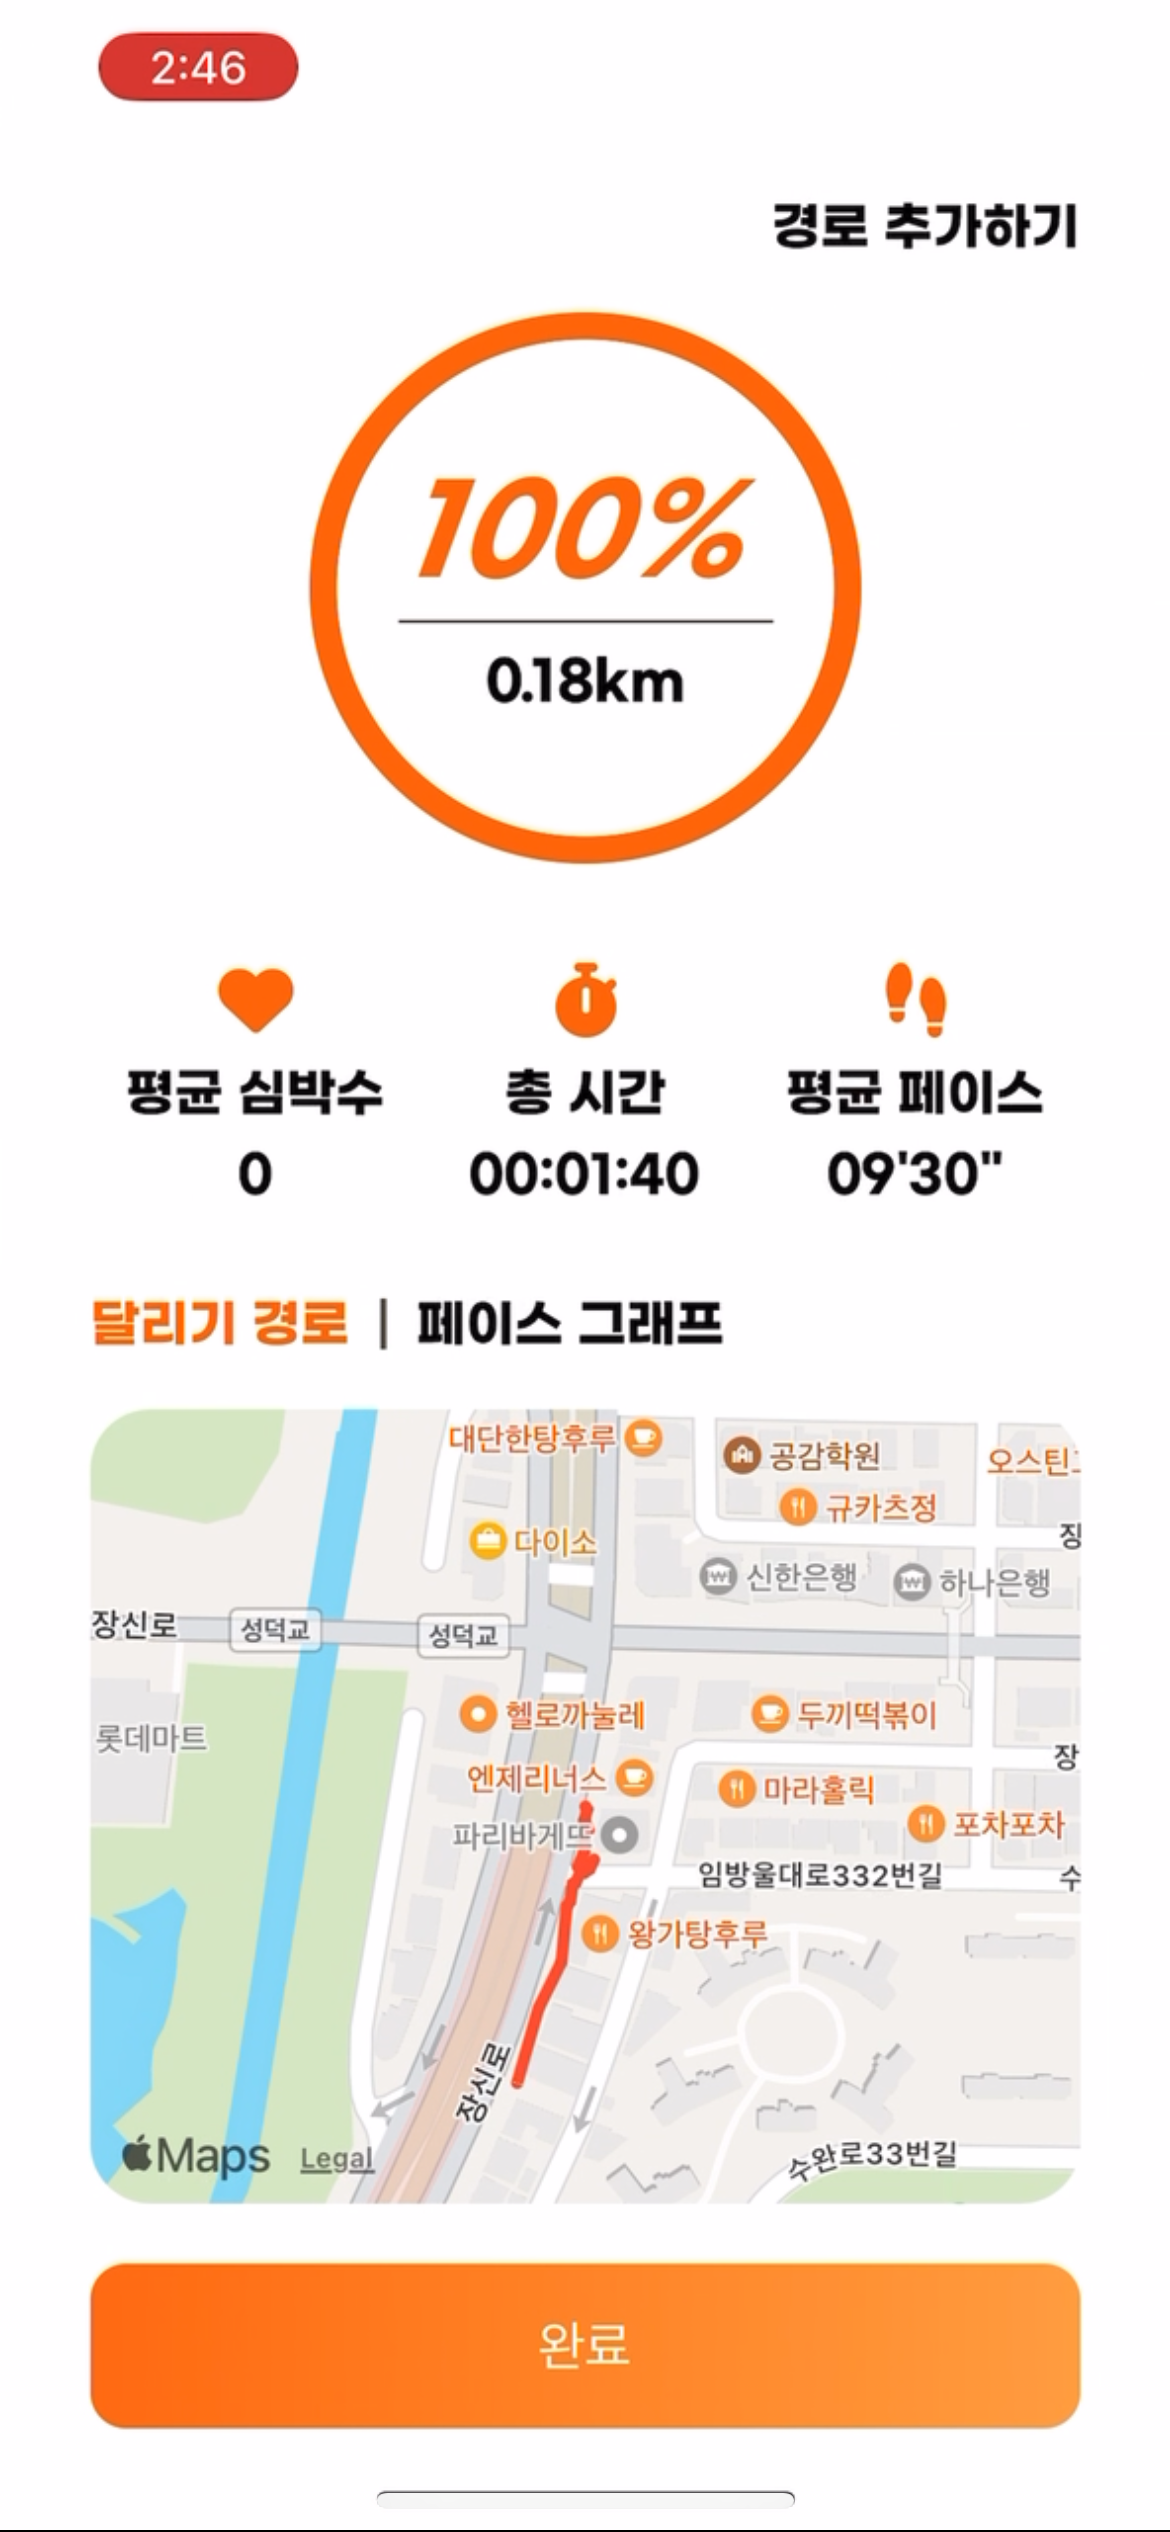 2:46
경로 추가하기
100%
0.18km
평균 심박수
총 시간
평균 페이스
0
00:01:40
09'30"
달리기 경로 | 페이스 그래프
대단한탕후루
공감학원
오스틴
규카츠정
다이소
징
신한은행
하나은행
장신로
성덕교
성덕교
헬로까눌레
두끼떡볶이
롯데마트
장
엔제리너스
마라홀릭
포차포차
파리바게뜨
임방울대로332번길
수
왕가탕후루
장신로
Maps
Legal
수완로33번길
완료